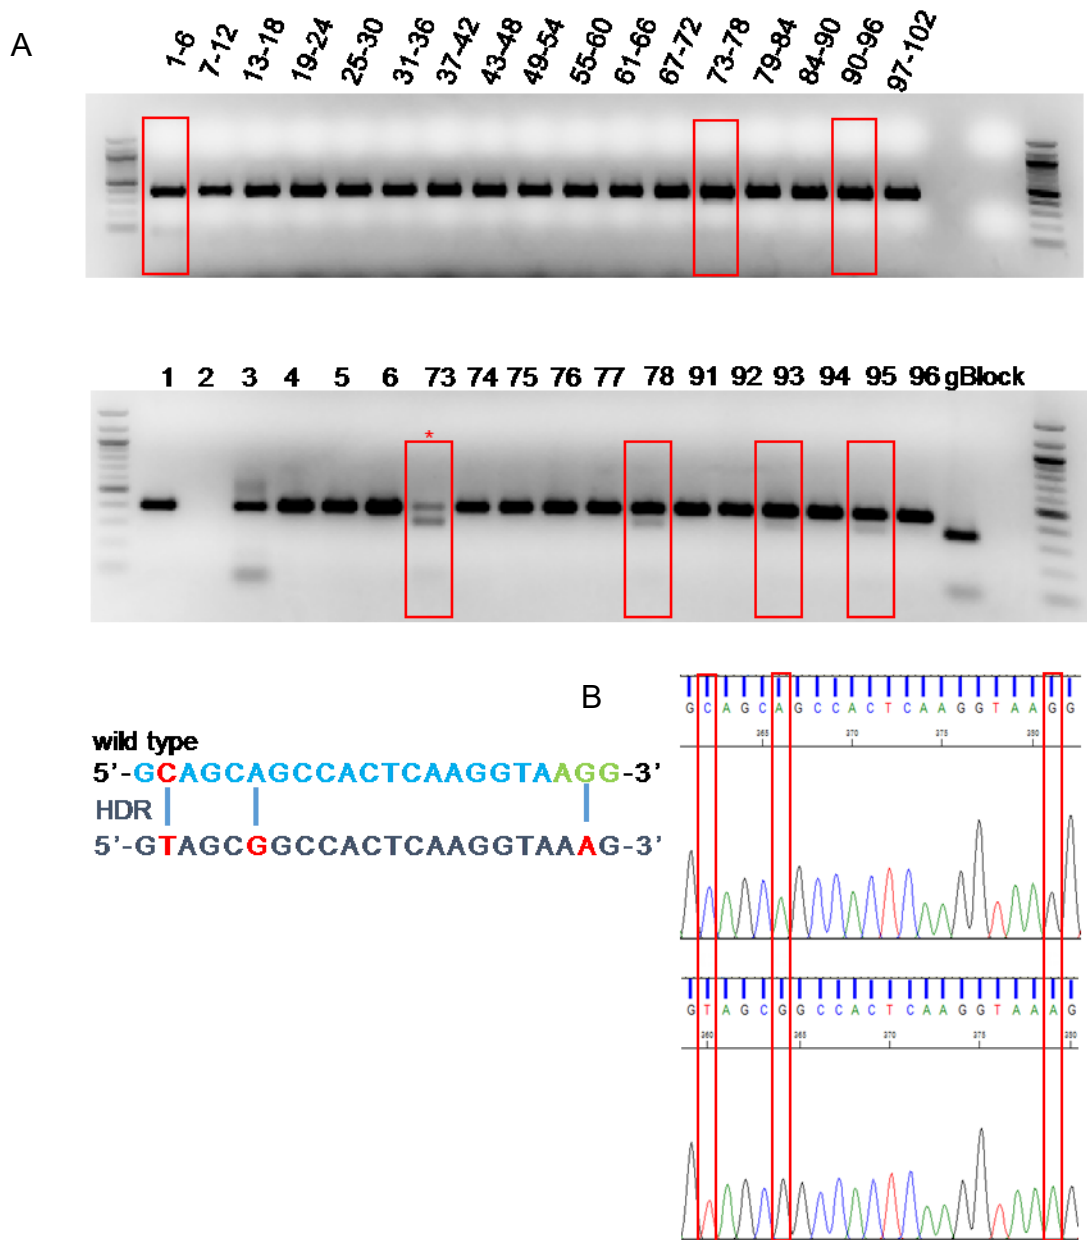 A
1-6 7-12 13-18 19-24 25-30 31-36 37-42 43-48 49-54 55-60 61-66 67-72 73-78 79-84 84-90 90-96 97-102
1 2 3 4 5 6 73 74 75 76 77 78 91 92 93 94 95 96 gBlock
*
wild type
5’-GCAGCAGCCACTCAAGGTAAGG-3’
HDR
5’-GTAGCGGCCACTCAAGGTAAAG-3’
B
G C A G C A G C C A C T C A A G G T A A G G
365 370 375 380
G T A G C G G C C A C T C A A G G T A A A G
360 365 370 375 380